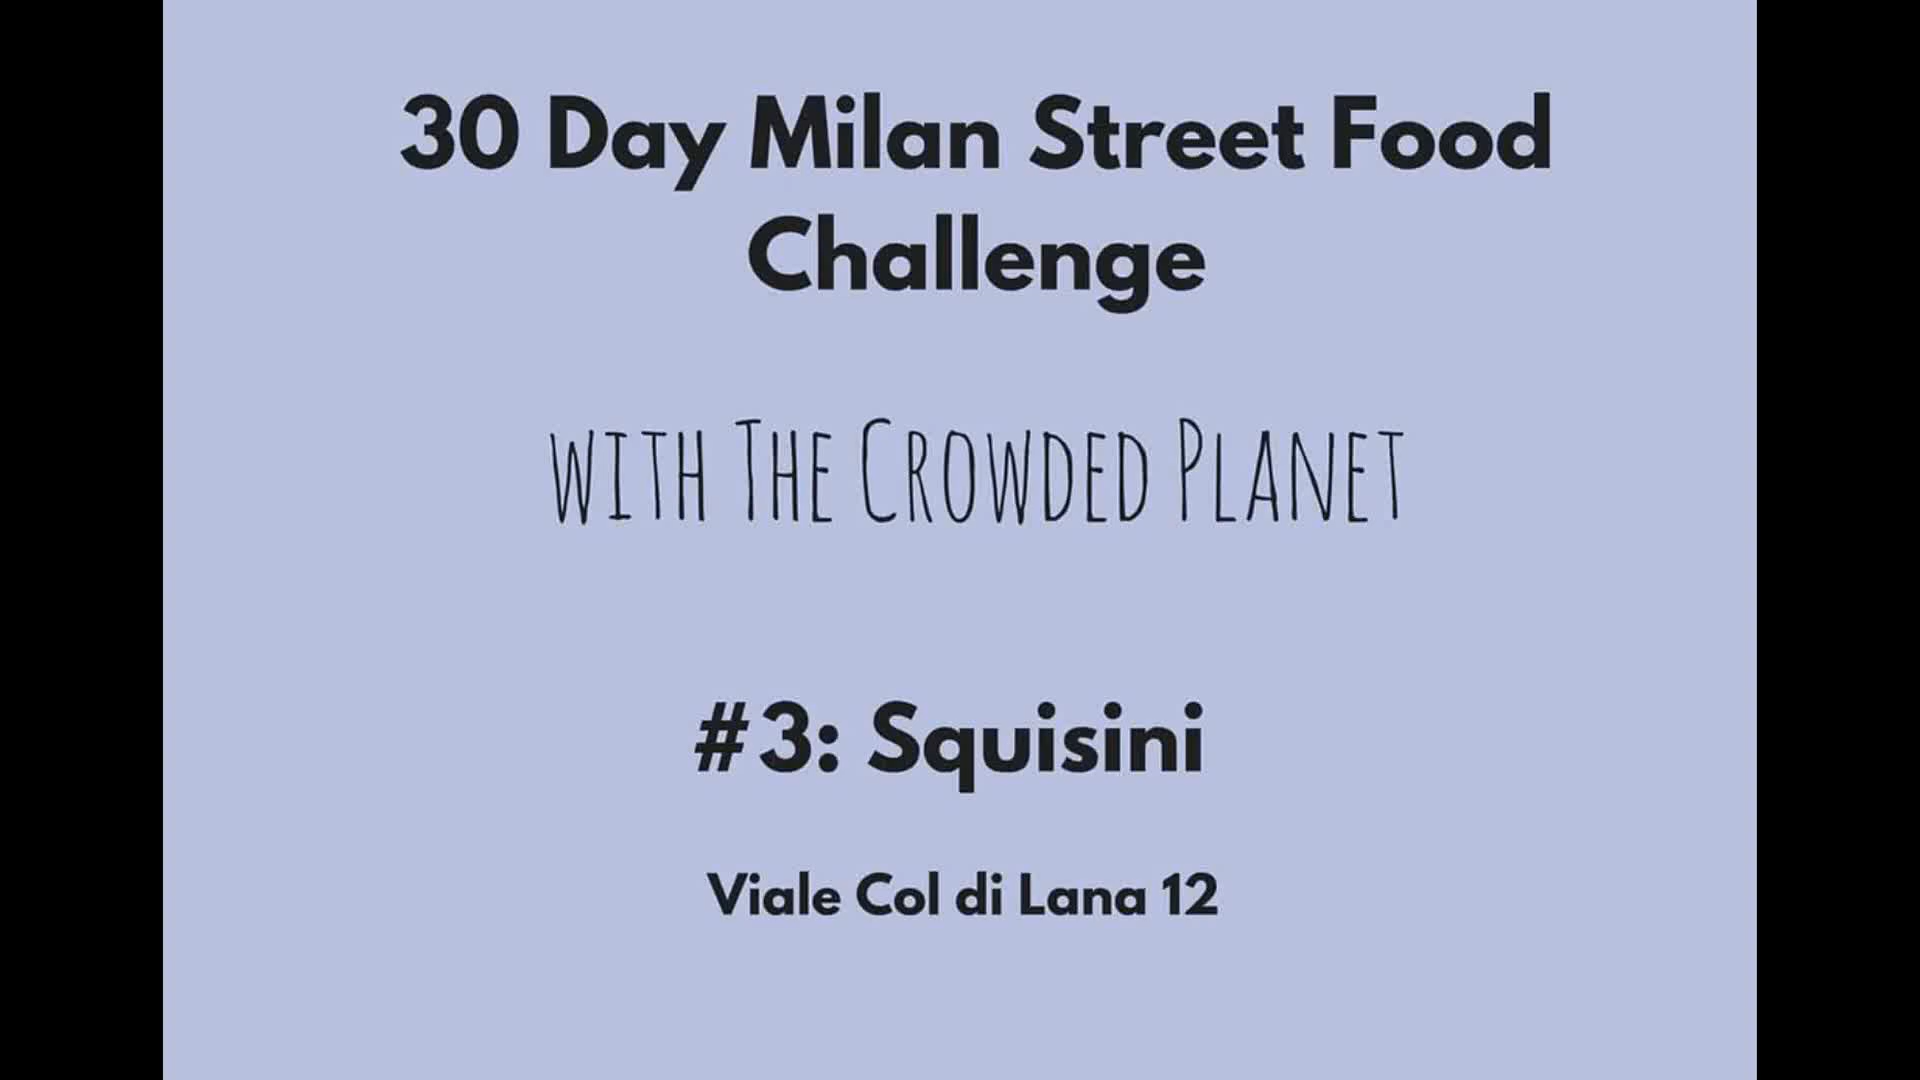 30 Day Milan Street Food
Challenge
with The Crowded Planet
#3: Squisini
Viale Col di Lana 12